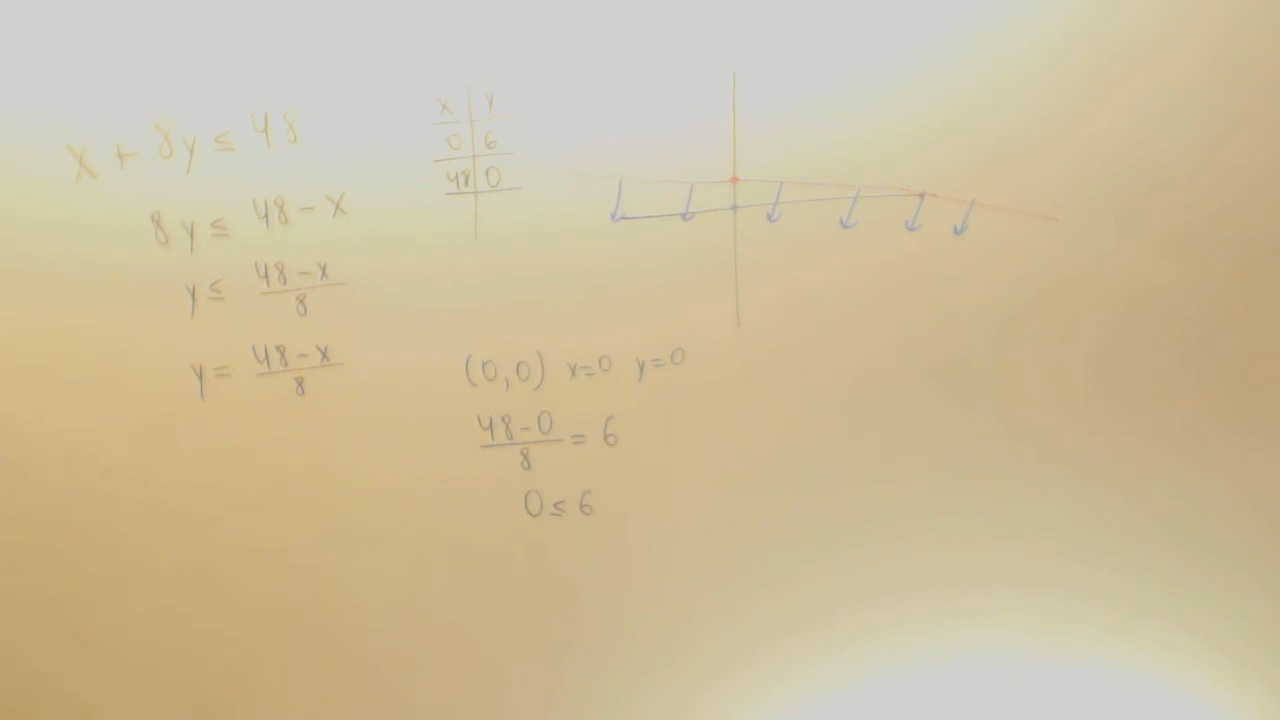 x + 8y ≤ 48
8y ≤ 48 - x
y ≤ 48 - x / 8
y = 48 - x / 8
x y
0 6
48 0
(0,0) x=0 y=0
48 - 0 / 8 = 6
0 ≤ 6